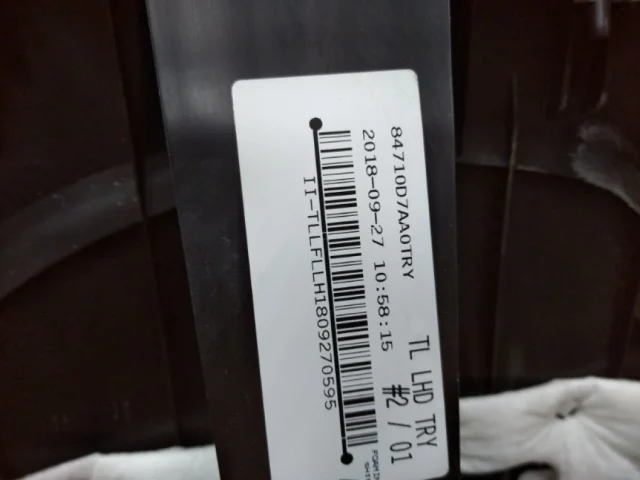 84710D7AA0TRY
2018-09-27 10:58:15
II-TLLFLLH1809270595
TL LHD TRY
#2 / 01